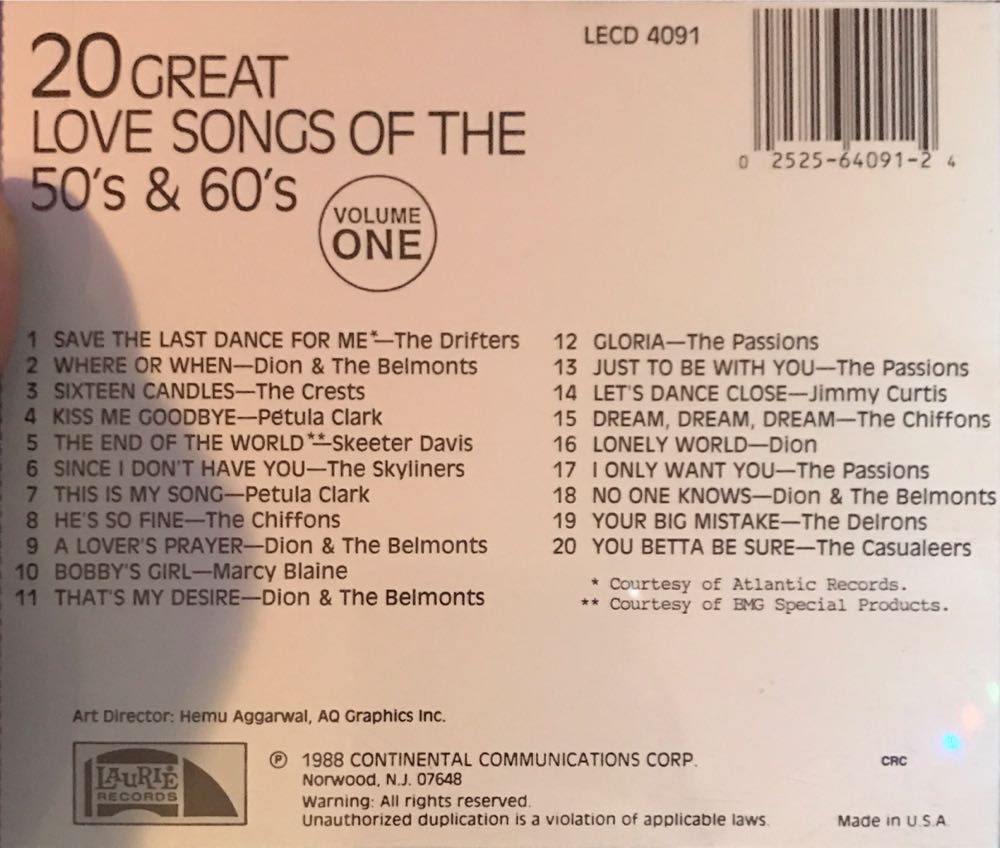 20 GREAT
LOVE SONGS OF THE
50's & 60's
VOLUME
ONE
LECD 4091
0 2525-64091-2 4
1 SAVE THE LAST DANCE FOR ME*—The Drifters
2 WHERE OR WHEN—Dion & The Belmonts
3 SIXTEEN CANDLES—The Crests
4 KISS ME GOODBYE—Petula Clark
5 THE END OF THE WORLD**—Skeeter Davis
6 SINCE I DON'T HAVE YOU—The Skyliners
7 THIS IS MY SONG—Petula Clark
8 HE'S SO FINE—The Chiffons
9 A LOVER'S PRAYER—Dion & The Belmonts
10 BOBBY'S GIRL—Marcy Blaine
11 THAT'S MY DESIRE—Dion & The Belmonts
12 GLORIA—The Passions
13 JUST TO BE WITH YOU—The Passions
14 LET'S DANCE CLOSE—Jimmy Curtis
15 DREAM, DREAM, DREAM—The Chiffons
16 LONELY WORLD—Dion
17 I ONLY WANT YOU—The Passions
18 NO ONE KNOWS—Dion & The Belmonts
19 YOUR BIG MISTAKE—The Delrons
20 YOU BETTA BE SURE—The Casualeers
* Courtesy of Atlantic Records.
** Courtesy of BMG Special Products.
Art Director: Hemu Aggarwal, AQ Graphics Inc.
LAURIE
RECORDS
℗ 1988 CONTINENTAL COMMUNICATIONS CORP.
Norwood, N.J. 07648
Warning: All rights reserved.
Unauthorized duplication is a violation of applicable laws.
CRC
Made in U.S.A.